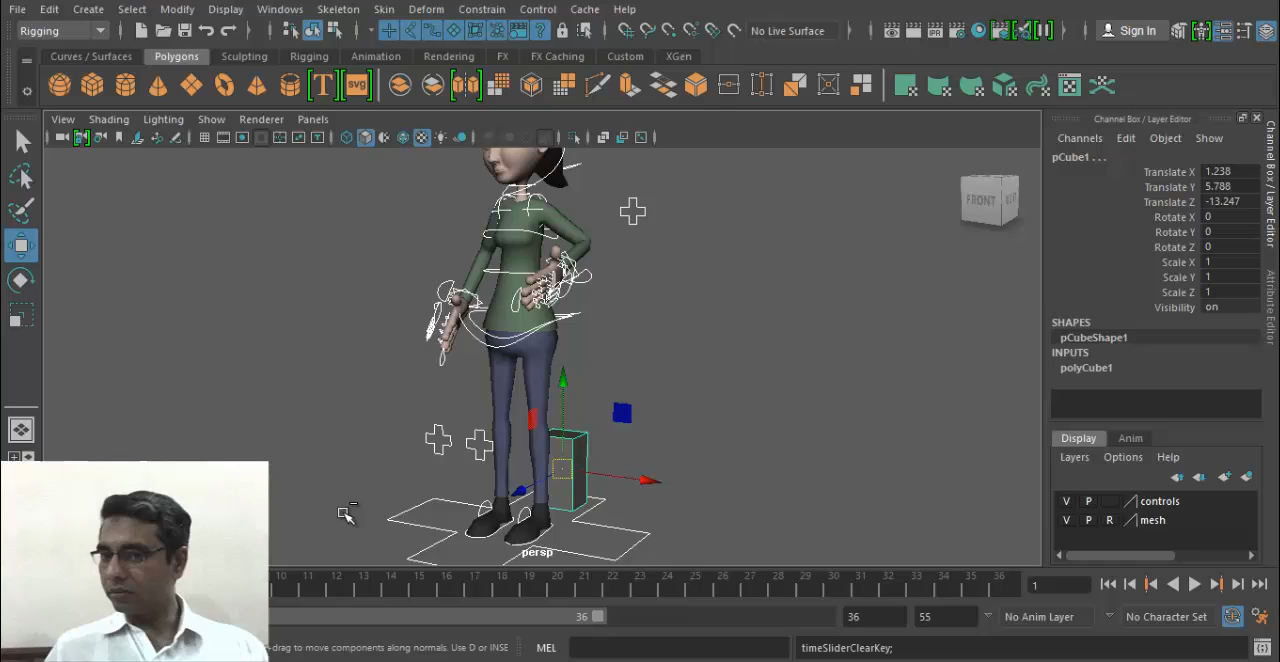 File Edit Create Select Modify Display Windows Skeleton Skin Deform Constrain Control Cache Help
Rigging No Live Surface Sign In
Curves / Surfaces Polygons Sculpting Rigging Animation Rendering FX FX Caching Custom XGen
T svg
View Shading Lighting Show Renderer Panels
Channel Box / Layer Editor
Channels Edit Object Show
pCube1 . . .
Translate X 1.238
Translate Y 5.788
Translate Z -13.247
Rotate X 0
Rotate Y 0
Rotate Z 0
Scale X 1
Scale Y 1
Scale Z 1
Visibility on
SHAPES
pCubeShape1
INPUTS
polyCube1
Display Anim
Layers Options Help
V P controls
V P R mesh
Channel Box / Layer Editor
Attribute Editor
FRONT
persp
10 11 12 13 14 15 16 17 18 19 20 21 22 23 24 25 26 27 28 29 30 31 32 33 34 35 36
1
36 36 55 No Anim Layer No Character Set
-drag to move components along normals. Use D or INSE MEL timeSliderClearKey;